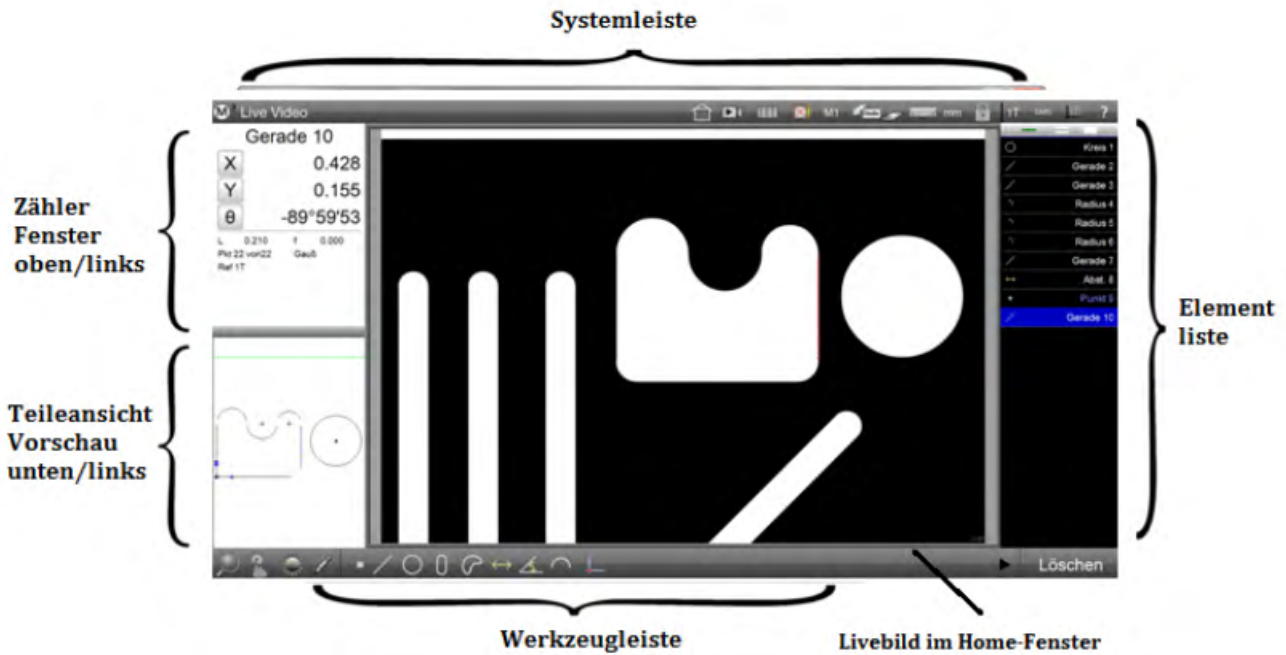 Systemleiste
Live Video
M1
mm
1T
?
Gerade 10
X 0.428
Y 0.155
θ -89°59'53
L 0.210 f 0.000
Pkt 22 von22 Gauß
Ref 1T
Zähler
Fenster
oben/links
Teileansicht
Vorschau
unten/links
Kreis 1
Gerade 2
Gerade 3
Radius 4
Radius 5
Radius 6
Gerade 7
Abst. 8
Punkt 9
Gerade 10
Element
liste
Löschen
Werkzeugleiste
Livebild im Home-Fenster